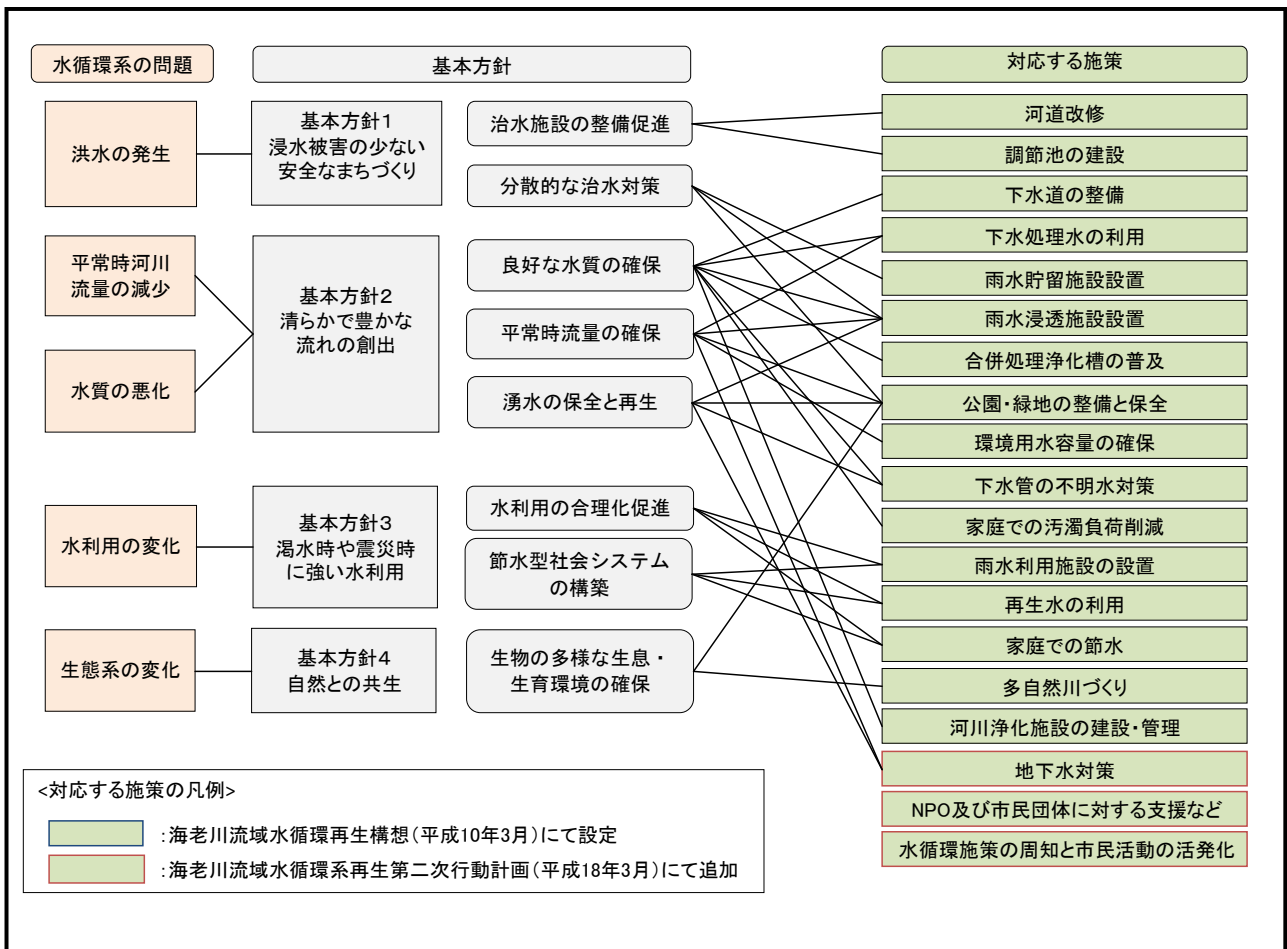 水循環系の問題
基本方針
対応する施策
洪水の発生
平常時河川
流量の減少
水質の悪化
水利用の変化
生態系の変化
基本方針1
浸水被害の少ない
安全なまちづくり
基本方針2
清らかで豊かな
流れの創出
基本方針3
渇水時や震災時
に強い水利用
基本方針4
自然との共生
治水施設の整備促進
分散的な治水対策
良好な水質の確保
平常時流量の確保
湧水の保全と再生
水利用の合理化促進
節水型社会システム
の構築
生物の多様な生息・
生育環境の確保
河道改修
調節池の建設
下水道の整備
下水処理水の利用
雨水貯留施設設置
雨水浸透施設設置
合併処理浄化槽の普及
公園・緑地の整備と保全
環境用水容量の確保
下水管の不明水対策
家庭での汚濁負荷削減
雨水利用施設の設置
再生水の利用
家庭での節水
多自然川づくり
河川浄化施設の建設・管理
地下水対策
NPO及び市民団体に対する支援など
水循環施策の周知と市民活動の活発化
<対応する施策の凡例>
:海老川流域水循環再生構想(平成10年3月)にて設定
:海老川流域水循環系再生第二次行動計画(平成18年3月)にて追加